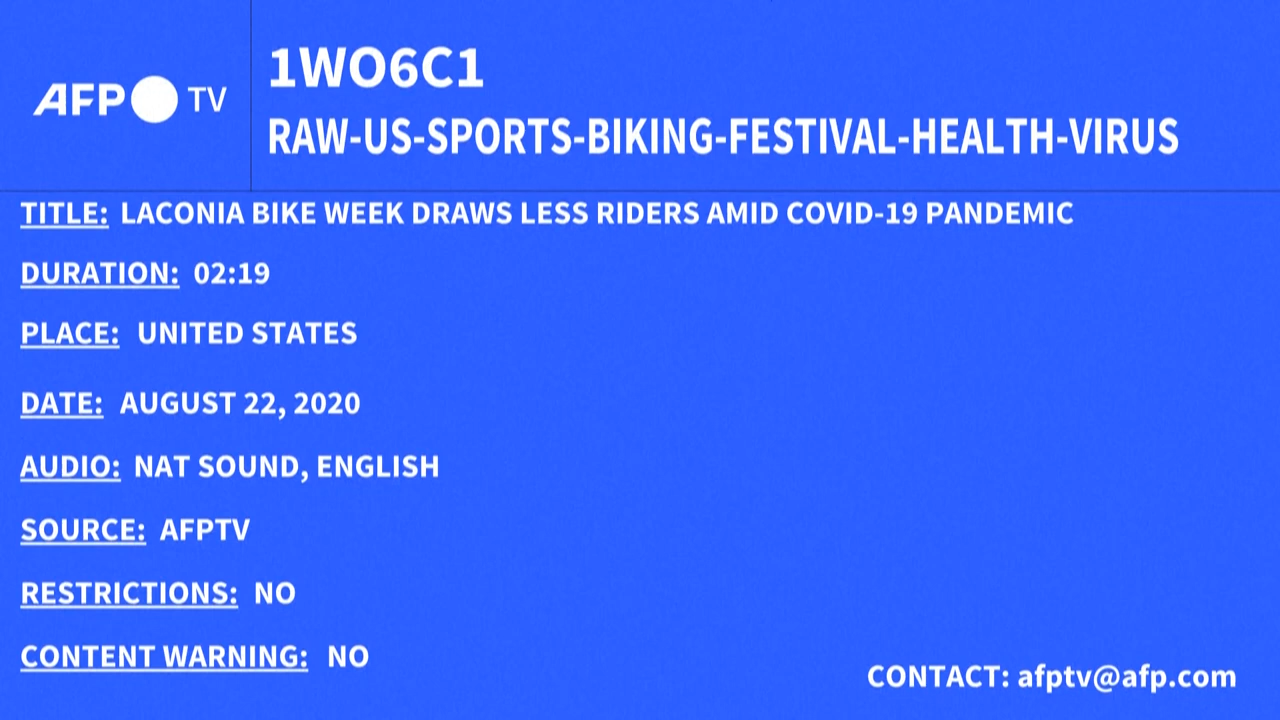 AFP TV
1WO6C1
RAW-US-SPORTS-BIKING-FESTIVAL-HEALTH-VIRUS
TITLE: LACONIA BIKE WEEK DRAWS LESS RIDERS AMID COVID-19 PANDEMIC
DURATION: 02:19
PLACE: UNITED STATES
DATE: AUGUST 22, 2020
AUDIO: NAT SOUND, ENGLISH
SOURCE: AFPTV
RESTRICTIONS: NO
CONTENT WARNING: NO
CONTACT: afptv@afp.com